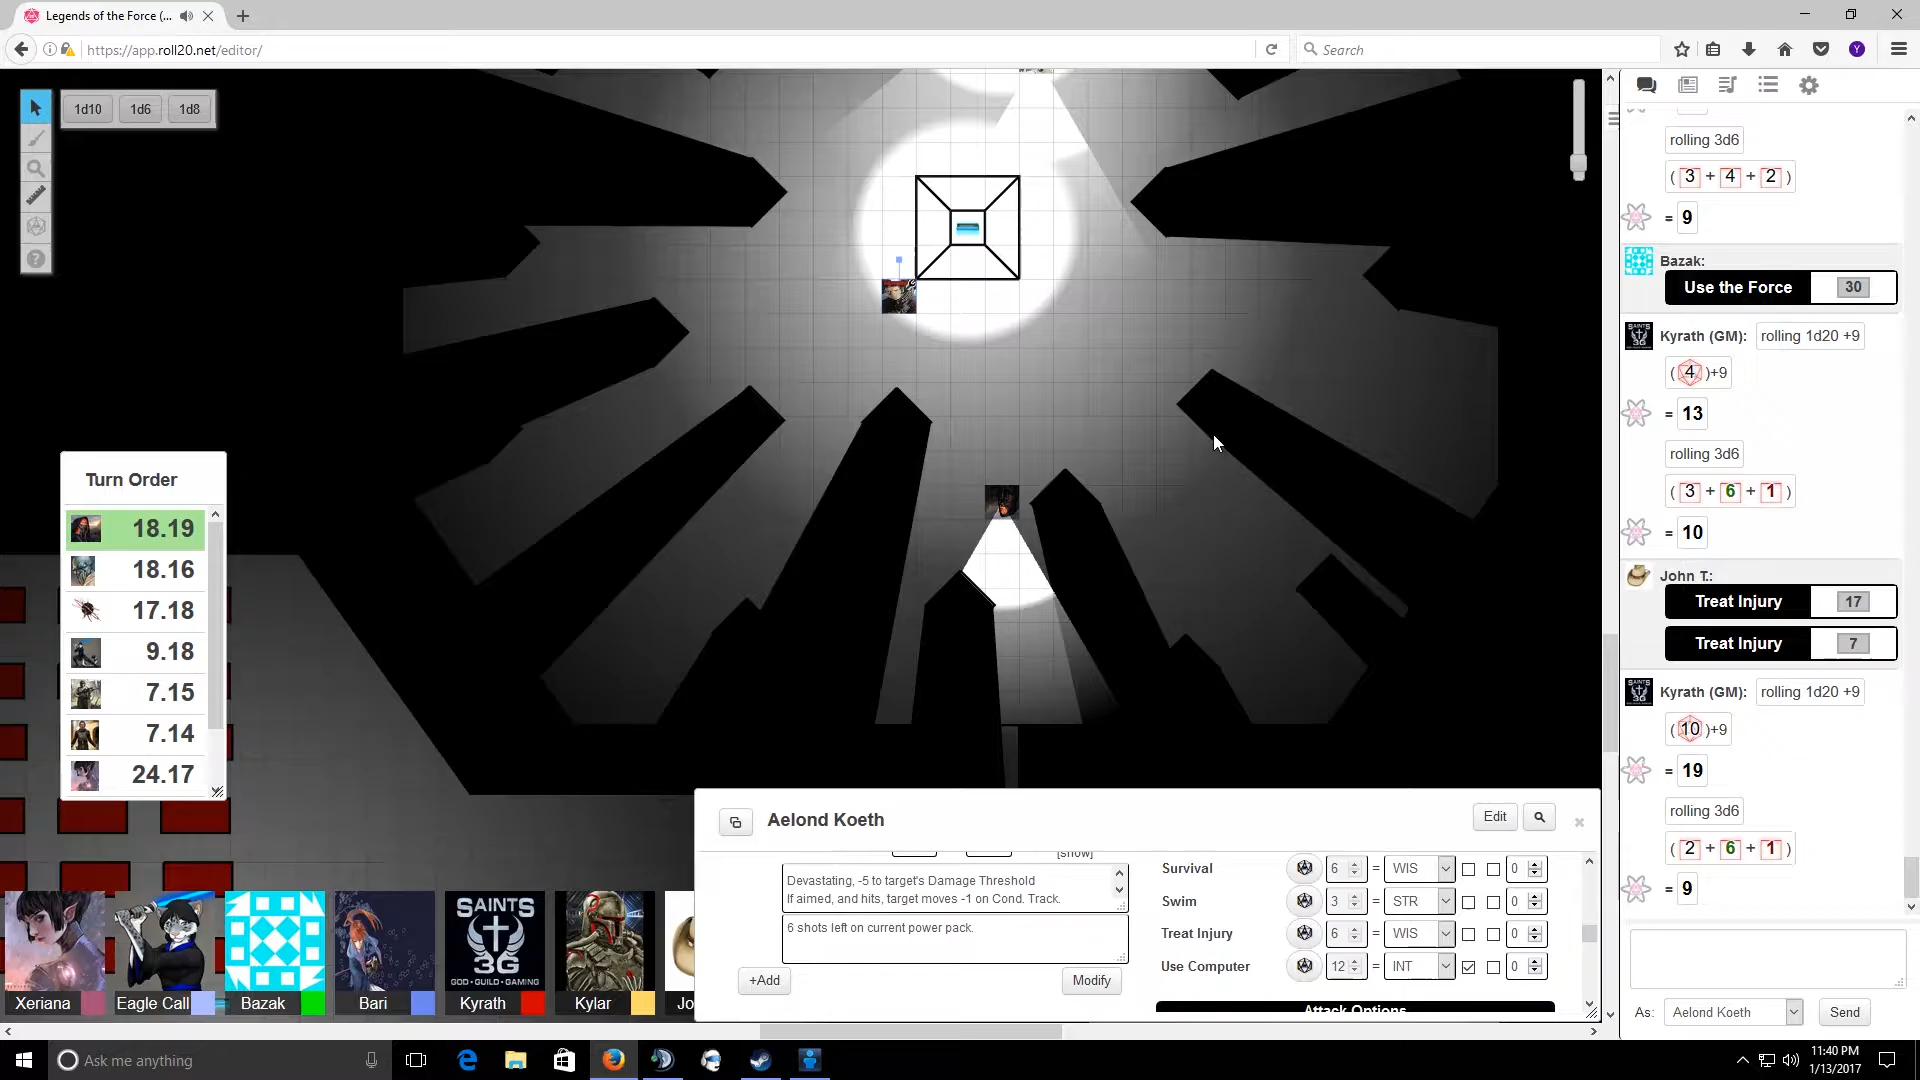 Legends of the Force (...
https://app.roll20.net/editor/
Search
Y
1d10
1d6
1d8
Turn Order
18.19
18.16
17.18
9.18
7.15
7.14
24.17
rolling 3d6
( 3 + 4 + 2 )
= 9
Bazak:
Use the Force 30
Kyrath (GM): rolling 1d20 +9
( 4 )+9
= 13
rolling 3d6
( 3 + 6 + 1 )
= 10
John T.:
Treat Injury 17
Treat Injury 7
Kyrath (GM): rolling 1d20 +9
( 10 )+9
= 19
rolling 3d6
( 2 + 6 + 1 )
= 9
As: Aelond Koeth
Send
Aelond Koeth
Edit
[show]
Devastating, -5 to target's Damage Threshold
If aimed, and hits, target moves -1 on Cond. Track.
6 shots left on current power pack.
+Add
Modify
Survival 6 = WIS 0
Swim 3 = STR 0
Treat Injury 6 = WIS 0
Use Computer 12 = INT 0
Attack Options
SAINTS
3G
GOD · GUILD · GAMING
Xeriana
Eagle Call
Bazak
Bari
Kyrath
Kylar
Jo
Ask me anything
11:40 PM
1/13/2017